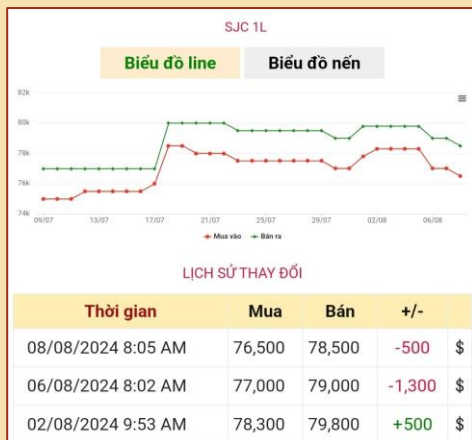 SJC 1L
Biểu đồ line Biểu đồ nến
82k
80k
78k
76k
74k
09/07 13/07 17/07 21/07 25/07 29/07 02/08 06/08
Mua vào Bán ra
LỊCH SỬ THAY ĐỔI
Thời gian Mua Bán +/-
08/08/2024 8:05 AM 76,500 78,500 -500 $
06/08/2024 8:02 AM 77,000 79,000 -1,300 $
02/08/2024 9:53 AM 78,300 79,800 +500 $